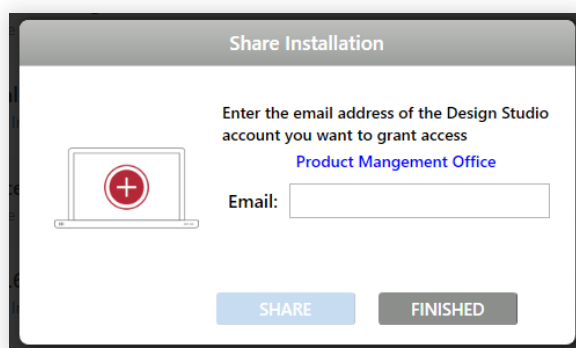 Share Installation
Enter the email address of the Design Studio
account you want to grant access
Product Mangement Office
Email:
SHARE
FINISHED